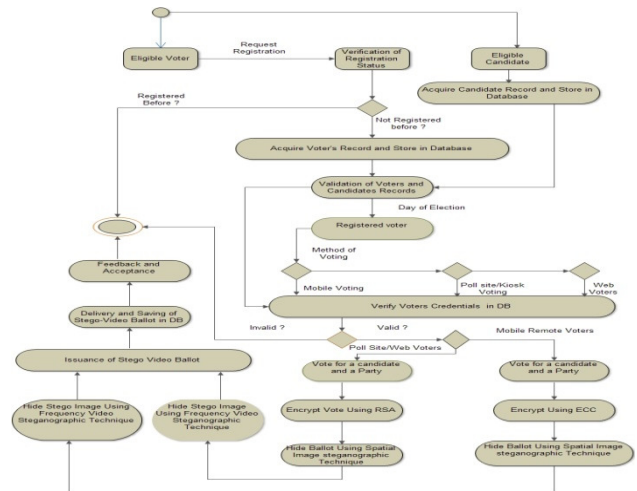 Eligible Voter
Request
Registration
Verification of
Registration
Status
Eligible
Candidate
Acquire Candidate Record and Store in
Database
Registered
Before ?
Not Registered
before ?
Acquire Voter's Record and Store in Database
Validation of Voters and
Candidates Records
Day of Election
Registered voter
Method of
Voting
Mobile Voting
Poll site/Kiosk
Voting
Web
Voters
Verify Voters Credentials in DB
Feedback and
Acceptance
Delivery and Saving of
Stego-Video Ballot in DB
Invalid ?
Valid ?
Mobile Remote Voters
Poll Site/Web Voters
Issuance of Stego Video Ballot
Vote for a candidate
and a Party
Vote for a candidate
and a Party
Hide Stego Image Using
Frequency Video
Steganographic Technique
Hide Stego Image
Using Frequency Video
Steganographic
Technique
Encrypt Vote Using RSA
Encrypt Using ECC
Hide Ballot Using Spatial
Image steganographic
Technique
Hide Ballot Using Spatial Image
steganographic Technique